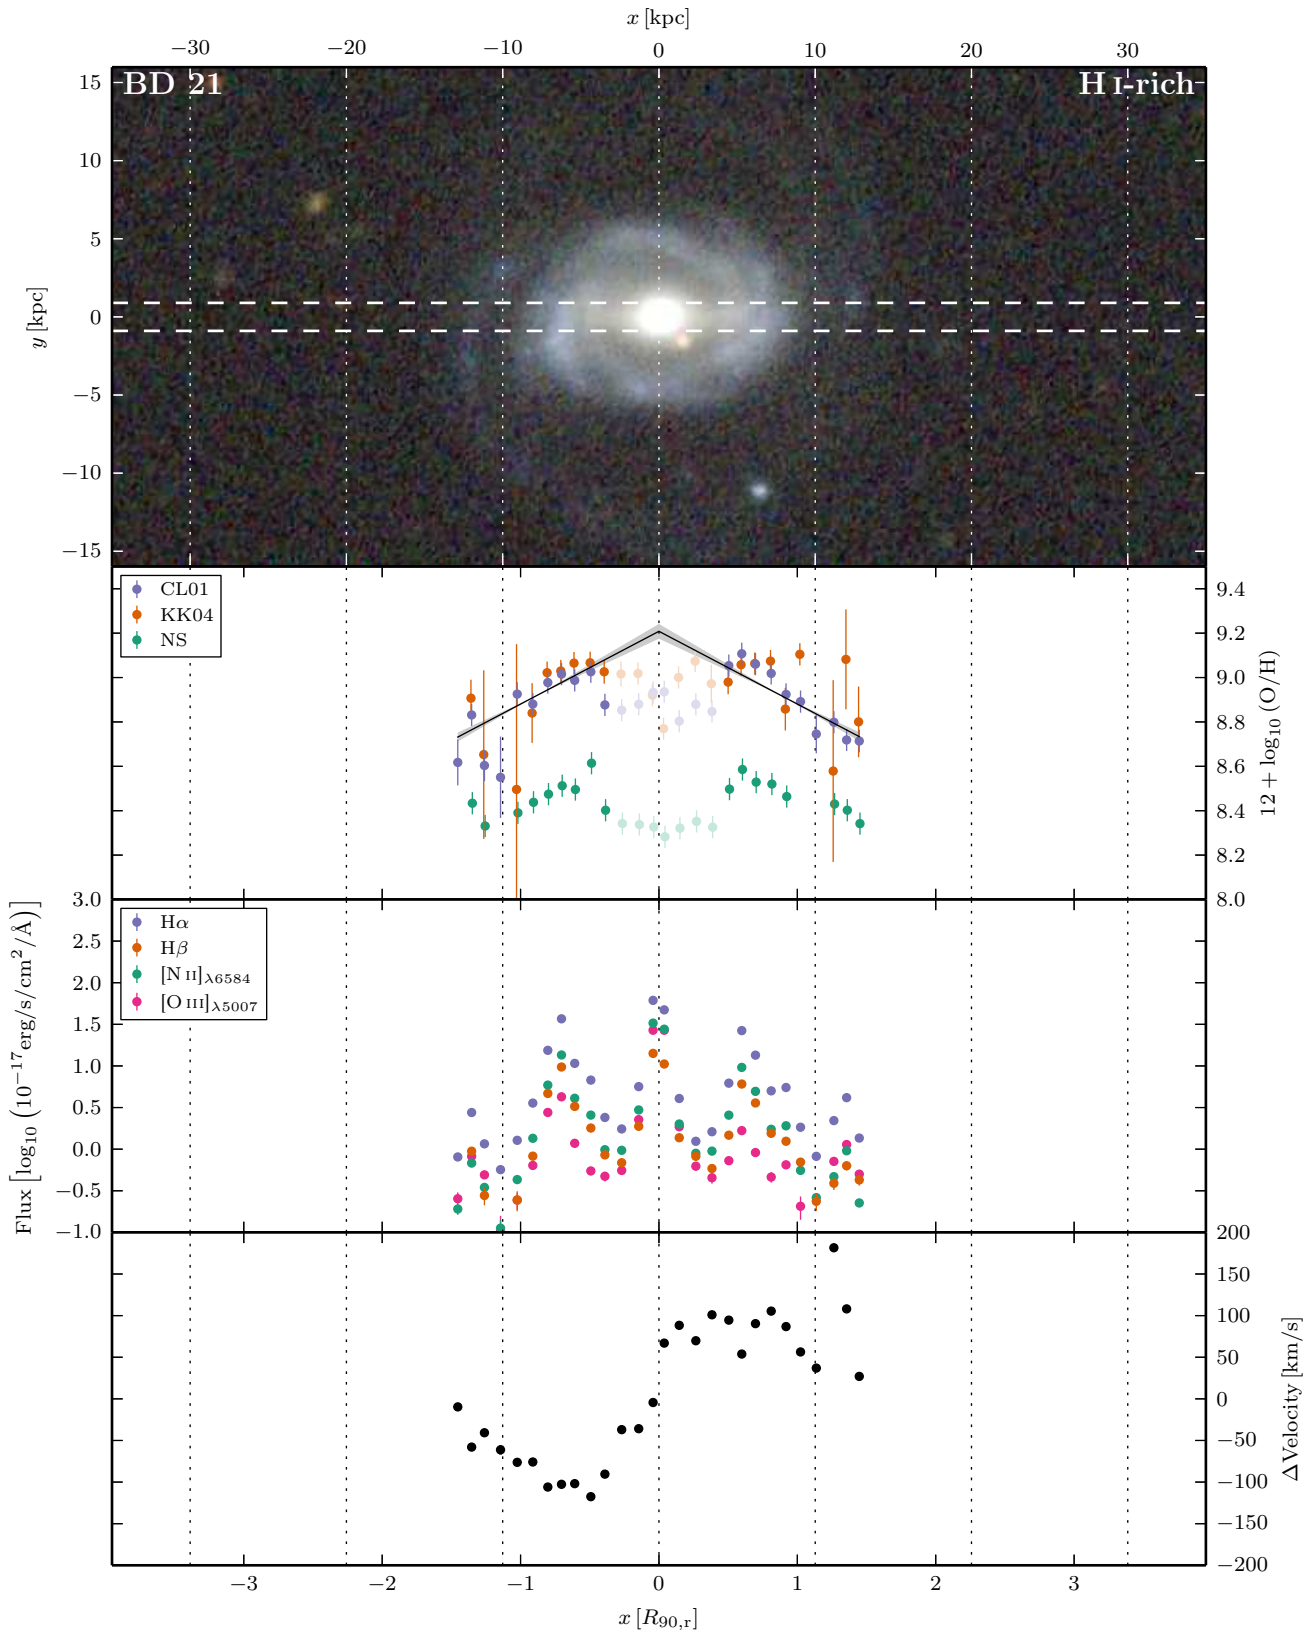 x [kpc]
−30 −20 −10 0 10 20 30
BD 21 H I-rich
15
10
5
0
−5
−10
−15
y [kpc]
CL01
KK04
NS
9.4
9.2
9.0
8.8
8.6
8.4
8.2
8.0
12 + log₁₀ (O/H)
Hα
Hβ
[N II]λ6584
[O III]λ5007
3.0
2.5
2.0
1.5
1.0
0.5
0.0
−0.5
−1.0
Flux [log₁₀ (10⁻¹⁷erg/s/cm²/Å)]
200
150
100
50
0
−50
−100
−150
−200
ΔVelocity [km/s]
−3 −2 −1 0 1 2 3
x [R₉₀,ᵣ]